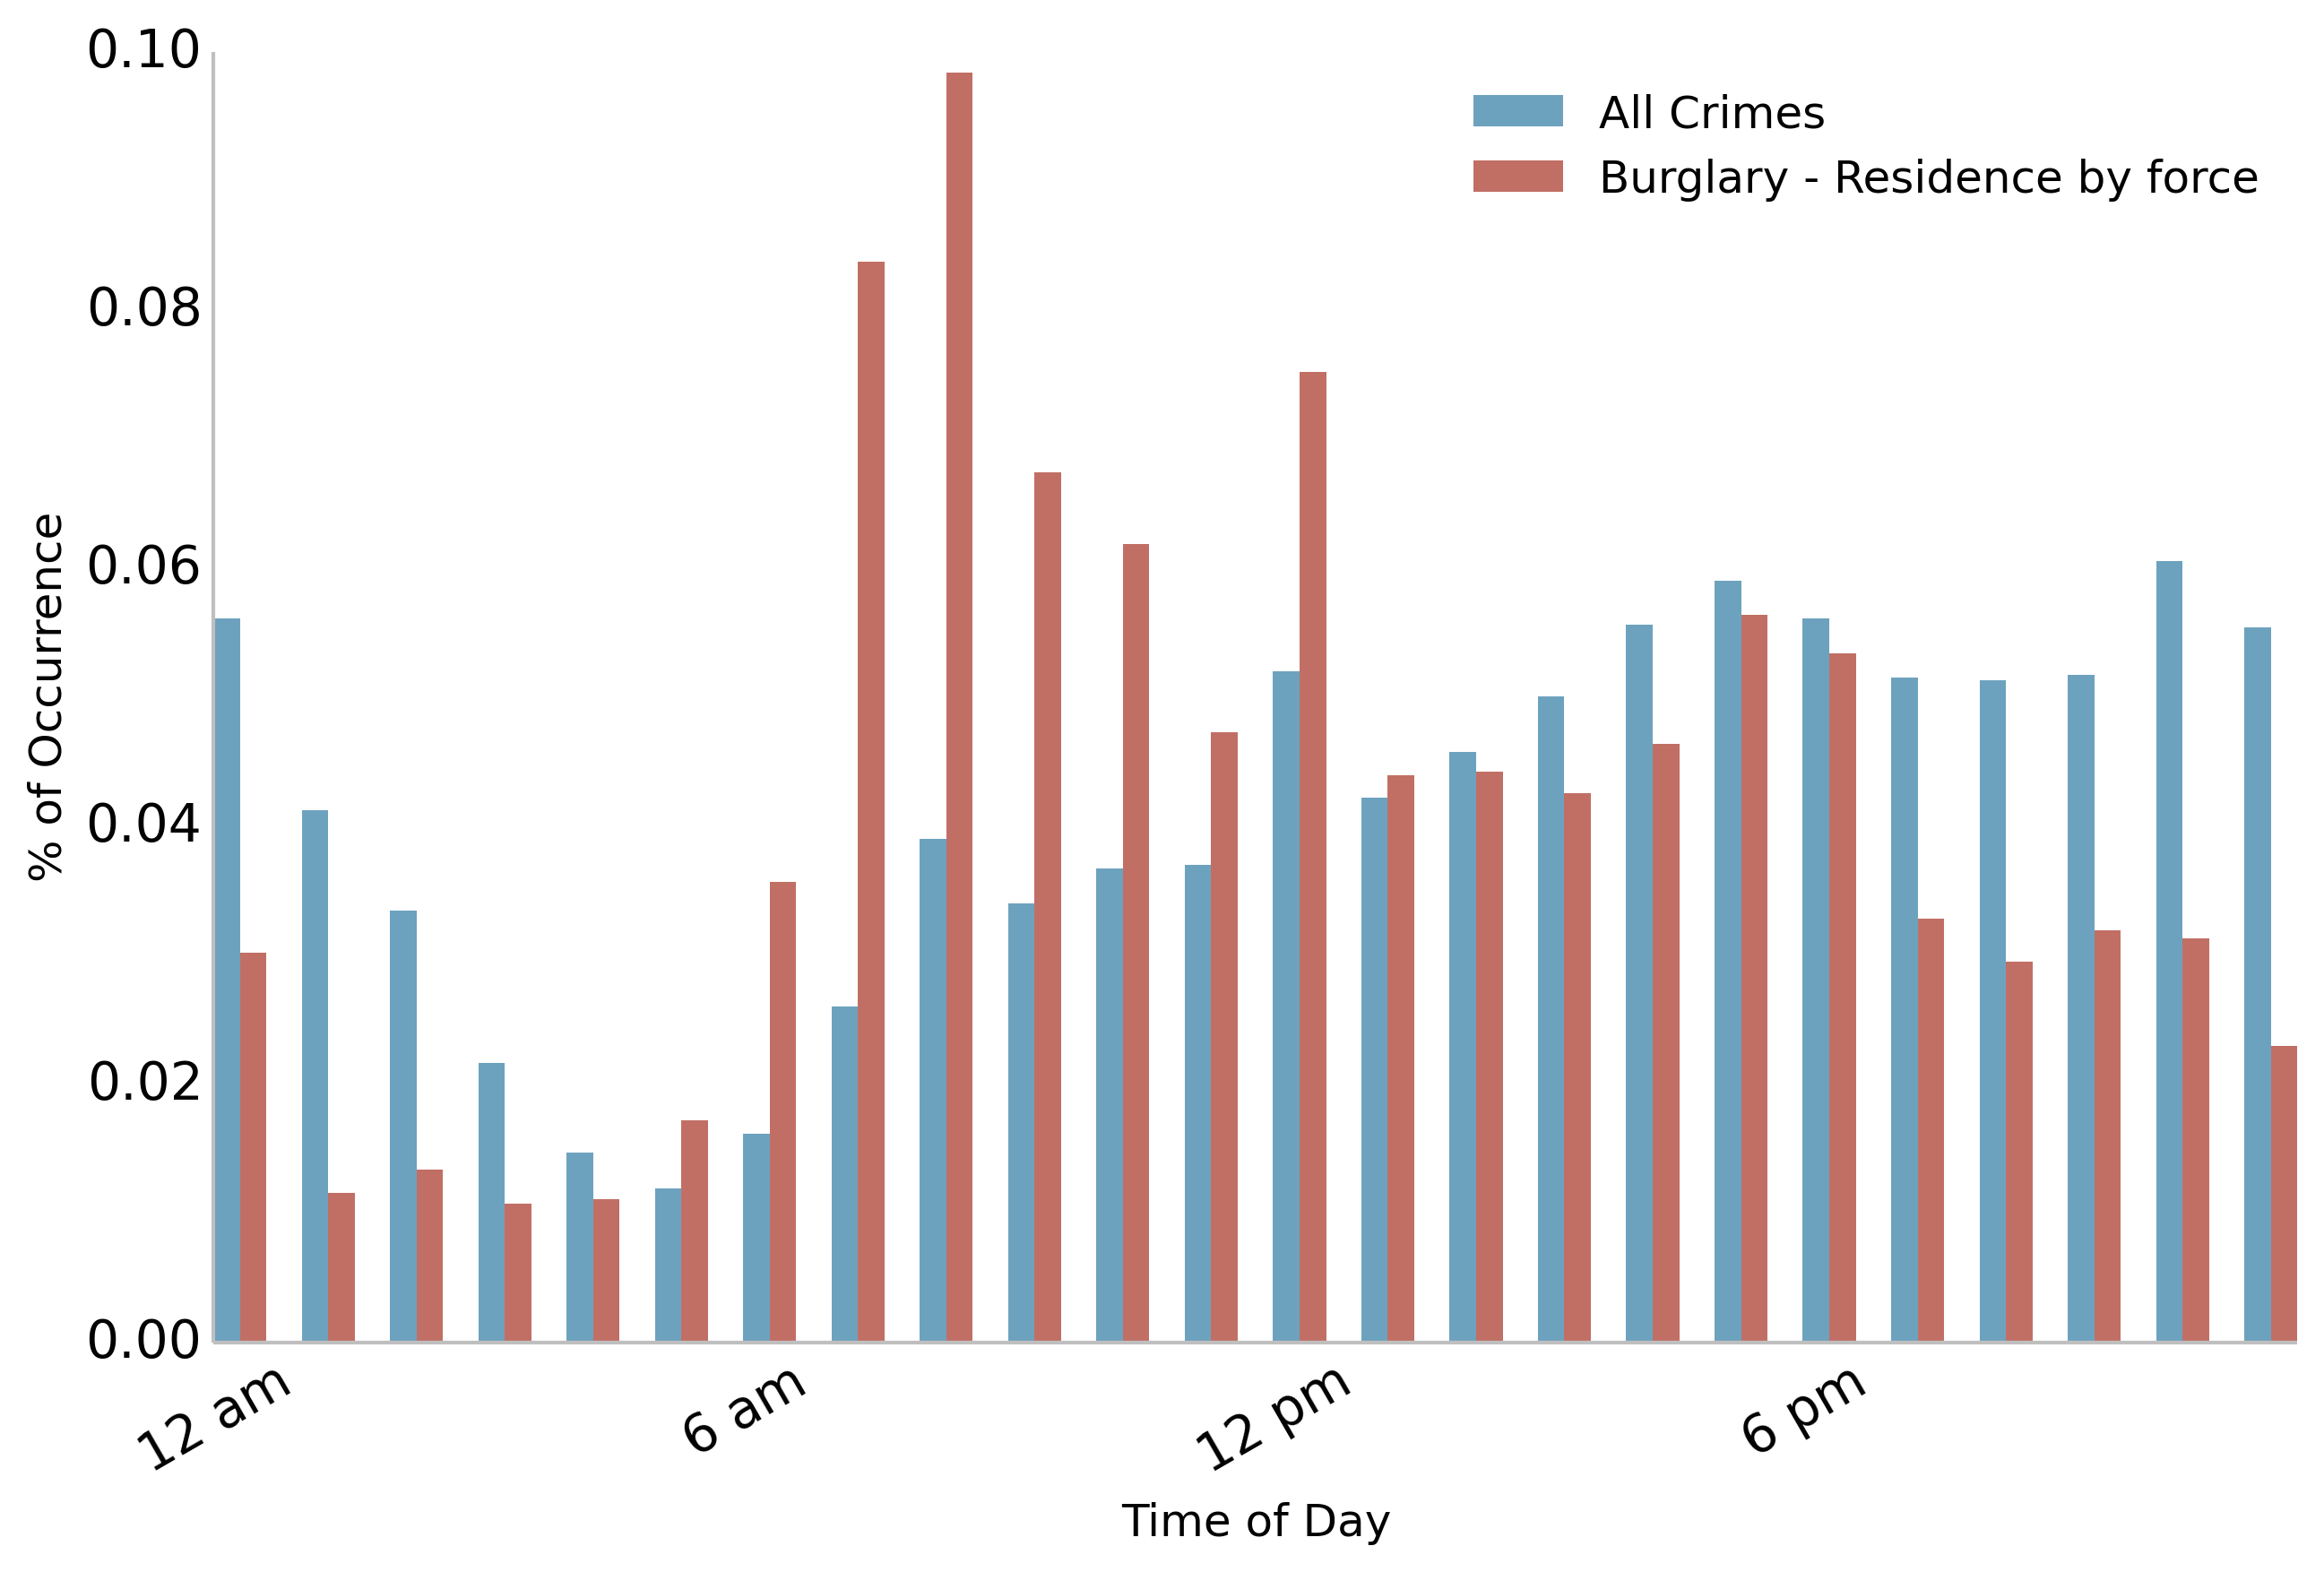 0.10
0.08
0.06
0.04
0.02
0.00
% of Occurrence
All Crimes
Burglary - Residence by force
12 am
6 am
12 pm
6 pm
Time of Day